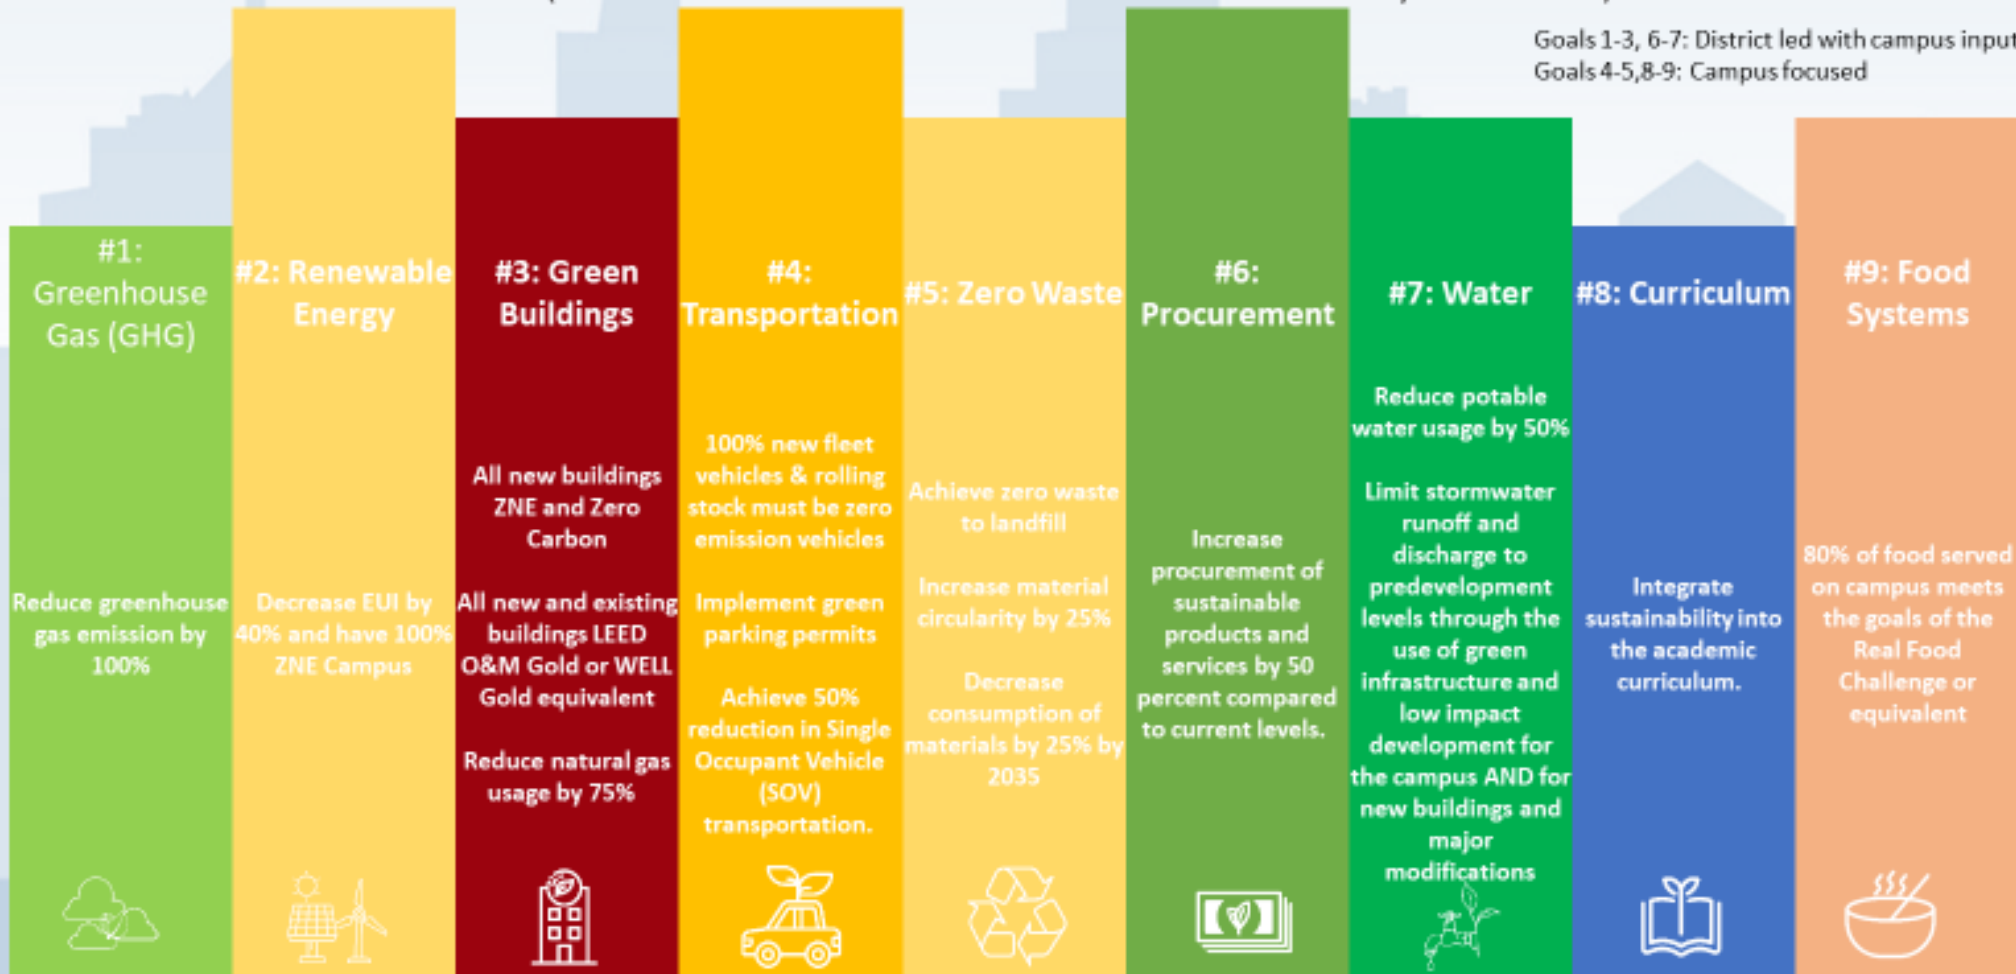 Goals 1-3, 6-7: District led with campus input
Goals 4-5,8-9: Campus focused
#1:
Greenhouse
Gas (GHG)
Reduce greenhouse
gas emission by
100%
#2: Renewable
Energy
Decrease EUI by
40% and have 100%
ZNE Campus
#3: Green
Buildings
All new buildings
ZNE and Zero
Carbon
All new and existing
buildings LEED
O&M Gold or WELL
Gold equivalent
Reduce natural gas
usage by 75%
#4:
Transportation
100% new fleet
vehicles & rolling
stock must be zero
emission vehicles
Implement green
parking permits
Achieve 50%
reduction in Single
Occupant Vehicle
(SOV)
transportation.
#5: Zero Waste
Achieve zero waste
to landfill
Increase material
circularity by 25%
Decrease
consumption of
materials by 25% by
2035
#6:
Procurement
Increase
procurement of
sustainable
products and
services by 50
percent compared
to current levels.
#7: Water
Reduce potable
water usage by 50%
Limit stormwater
runoff and
discharge to
predevelopment
levels through the
use of green
infrastructure and
low impact
development for
the campus AND for
new buildings and
major
modifications
#8: Curriculum
Integrate
sustainability into
the academic
curriculum.
#9: Food
Systems
80% of food served
on campus meets
the goals of the
Real Food
Challenge or
equivalent